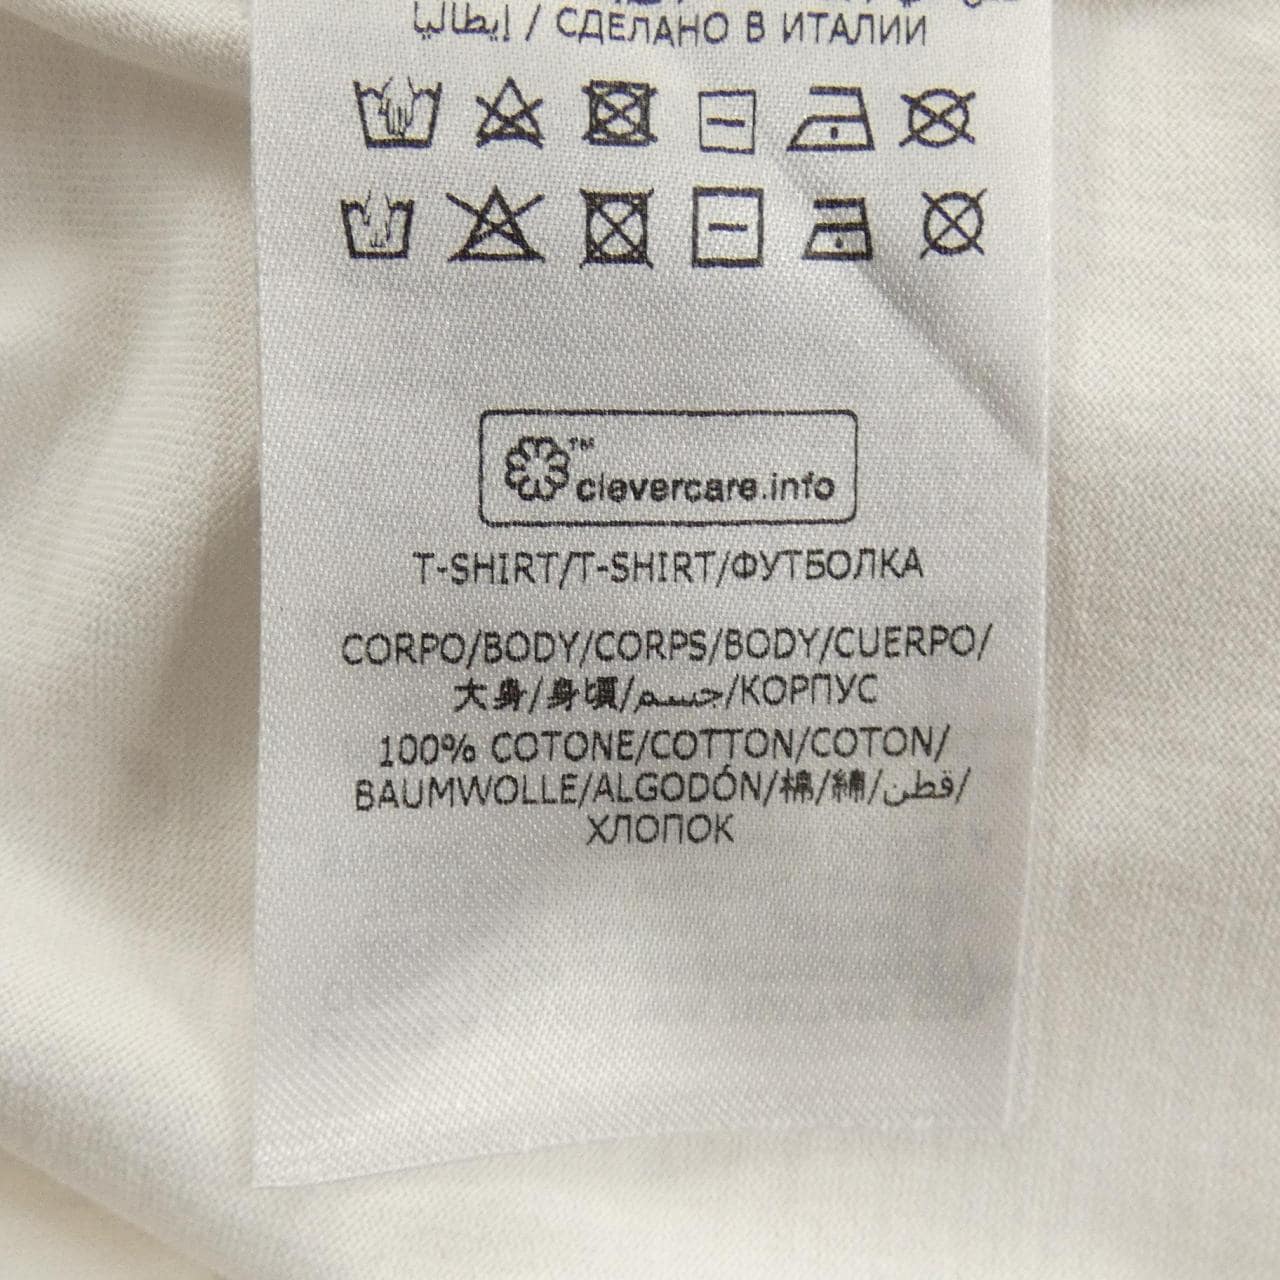 إيطاليا / СДЕЛАНО В ИТАЛИИ
™
clevercare.info
T-SHIRT/T-SHIRT/ФУТБОЛКА
CORPO/BODY/CORPS/BODY/CUERPO/
大身/身頃/جسم/КОРПУС
100% COTONE/COTTON/COTON/
BAUMWOLLE/ALGODÓN/棉/綿/قطن/
ХЛОПОК